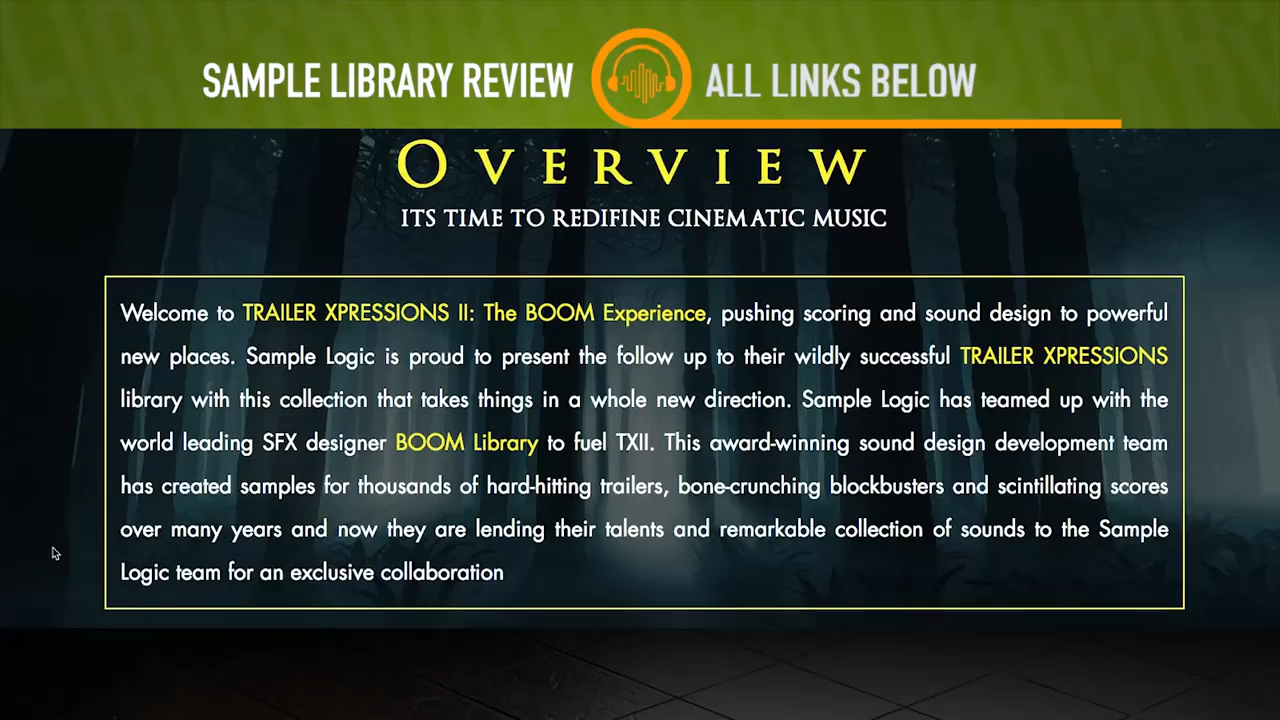 SAMPLE LIBRARY REVIEW ALL LINKS BELOW
OVERVIEW
ITS TIME TO REDIFINE CINEMATIC MUSIC
Welcome to TRAILER XPRESSIONS II: The BOOM Experience, pushing scoring and sound design to powerful
new places. Sample Logic is proud to present the follow up to their wildly successful TRAILER XPRESSIONS
library with this collection that takes things in a whole new direction. Sample Logic has teamed up with the
world leading SFX designer BOOM Library to fuel TXII. This award-winning sound design development team
has created samples for thousands of hard-hitting trailers, bone-crunching blockbusters and scintillating scores
over many years and now they are lending their talents and remarkable collection of sounds to the Sample
Logic team for an exclusive collaboration